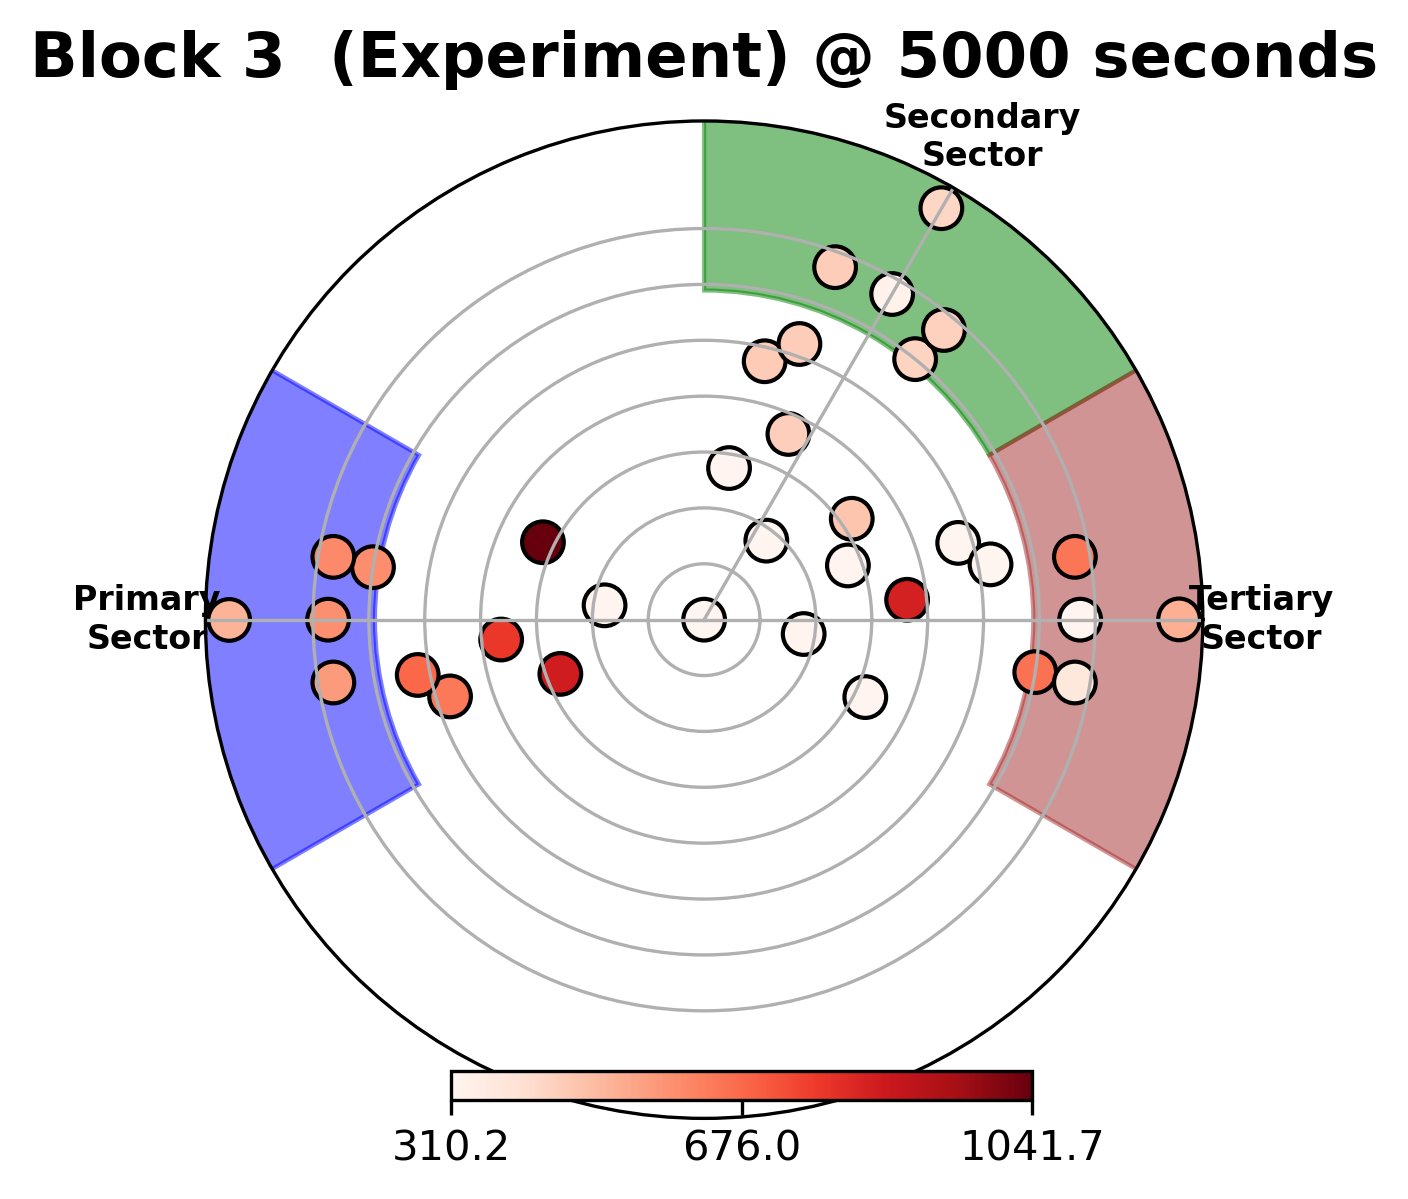 Block 3  (Experiment) @ 5000 seconds
Secondary
Sector
Primary
Sector
Tertiary
Sector
310.2
676.0
1041.7